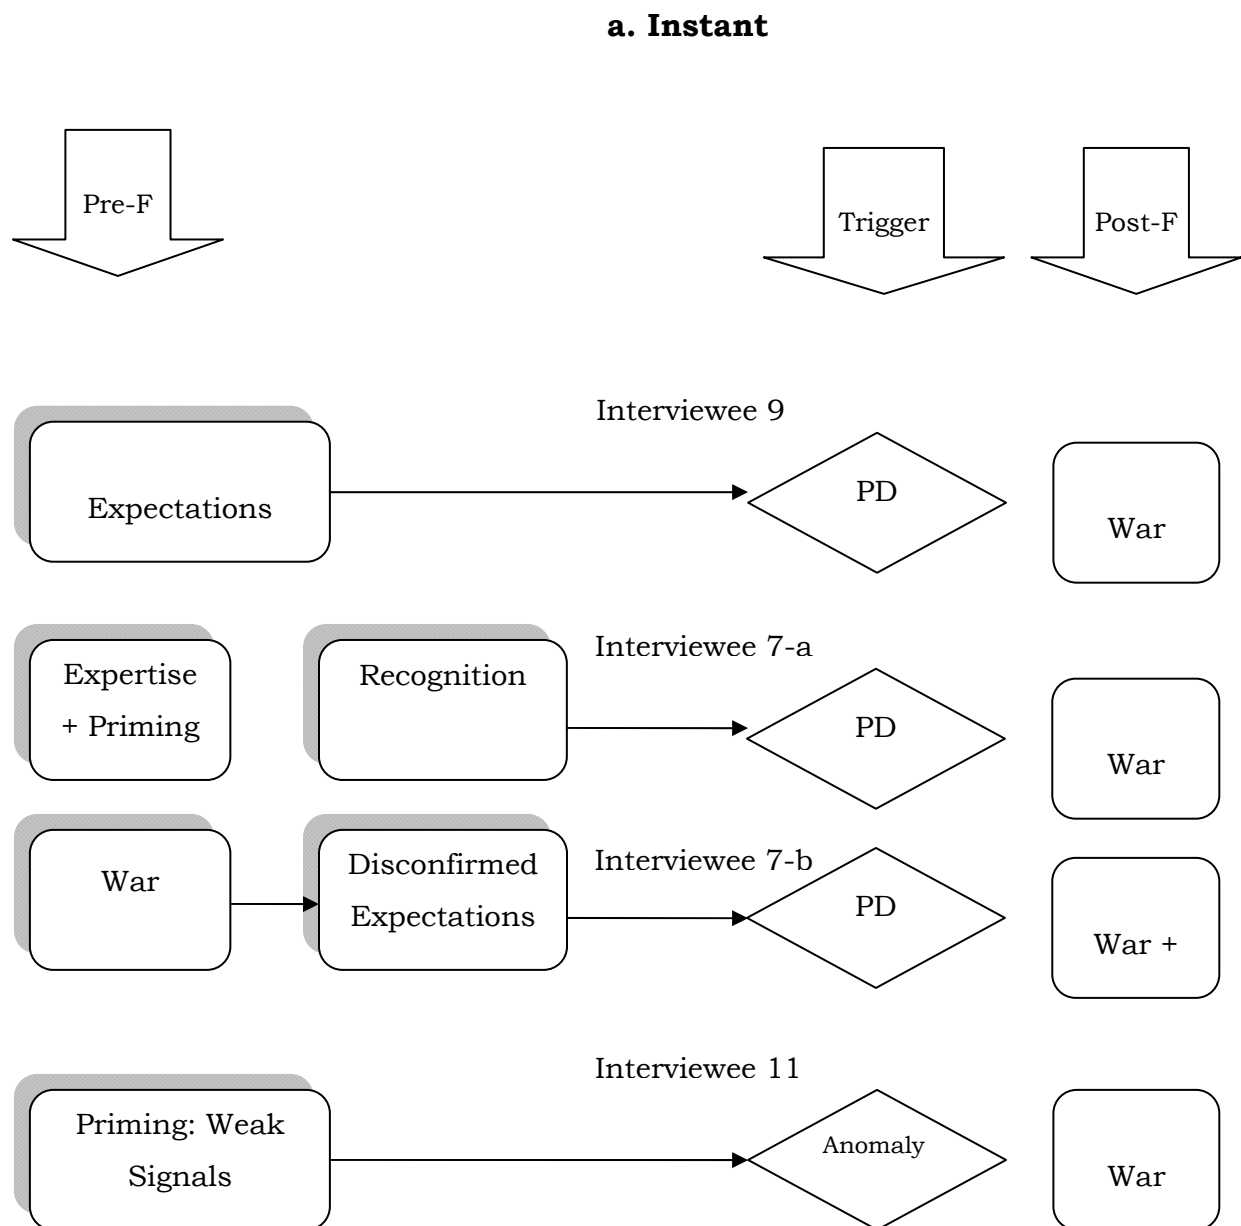 a. Instant
Pre-F
Trigger
Post-F
Interviewee 9
Expectations
PD
War
Interviewee 7-a
Expertise
+ Priming
Recognition
PD
War
Interviewee 7-b
War
Disconfirmed
Expectations
PD
War +
Interviewee 11
Priming: Weak
Signals
Anomaly
War